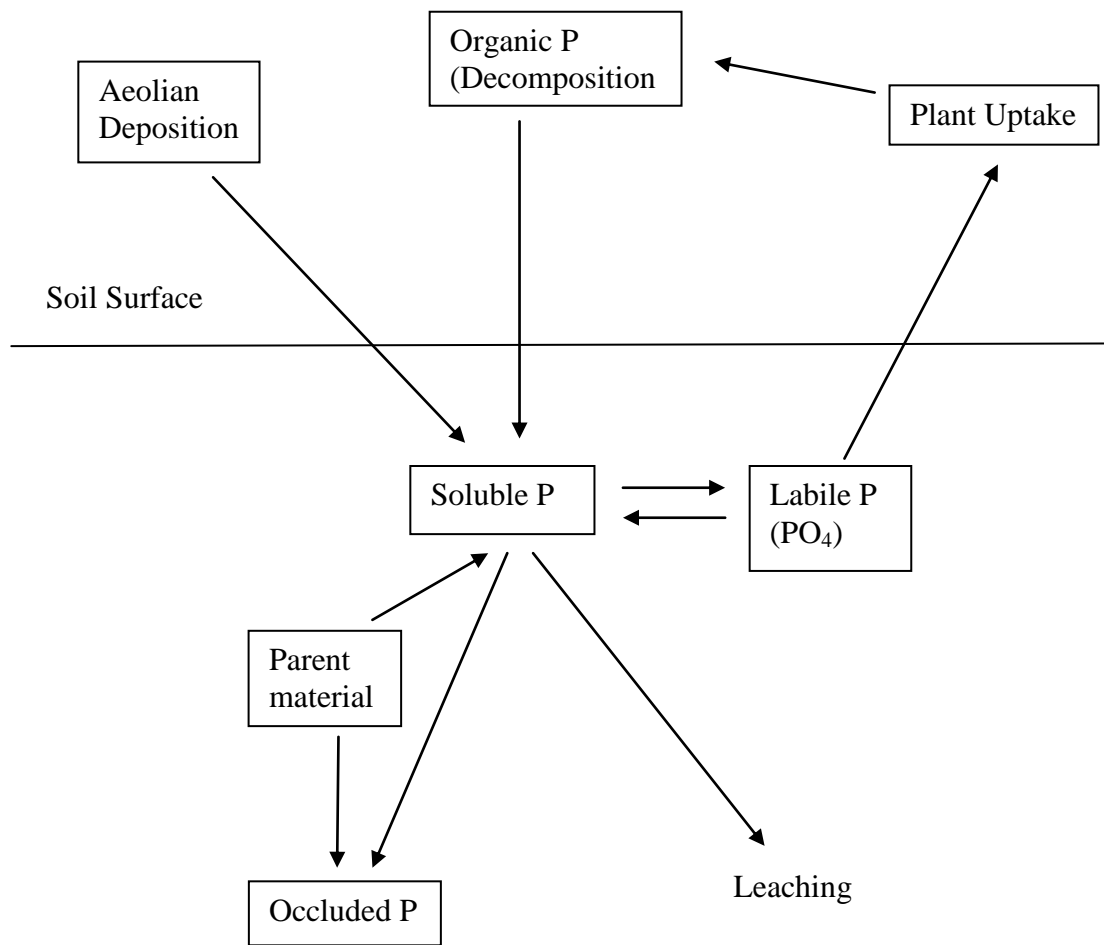 Organic P
(Decomposition
Aeolian
Deposition
Plant Uptake
Soil Surface
Soluble P
Labile P
(PO₄)
Parent
material
Occluded P
Leaching